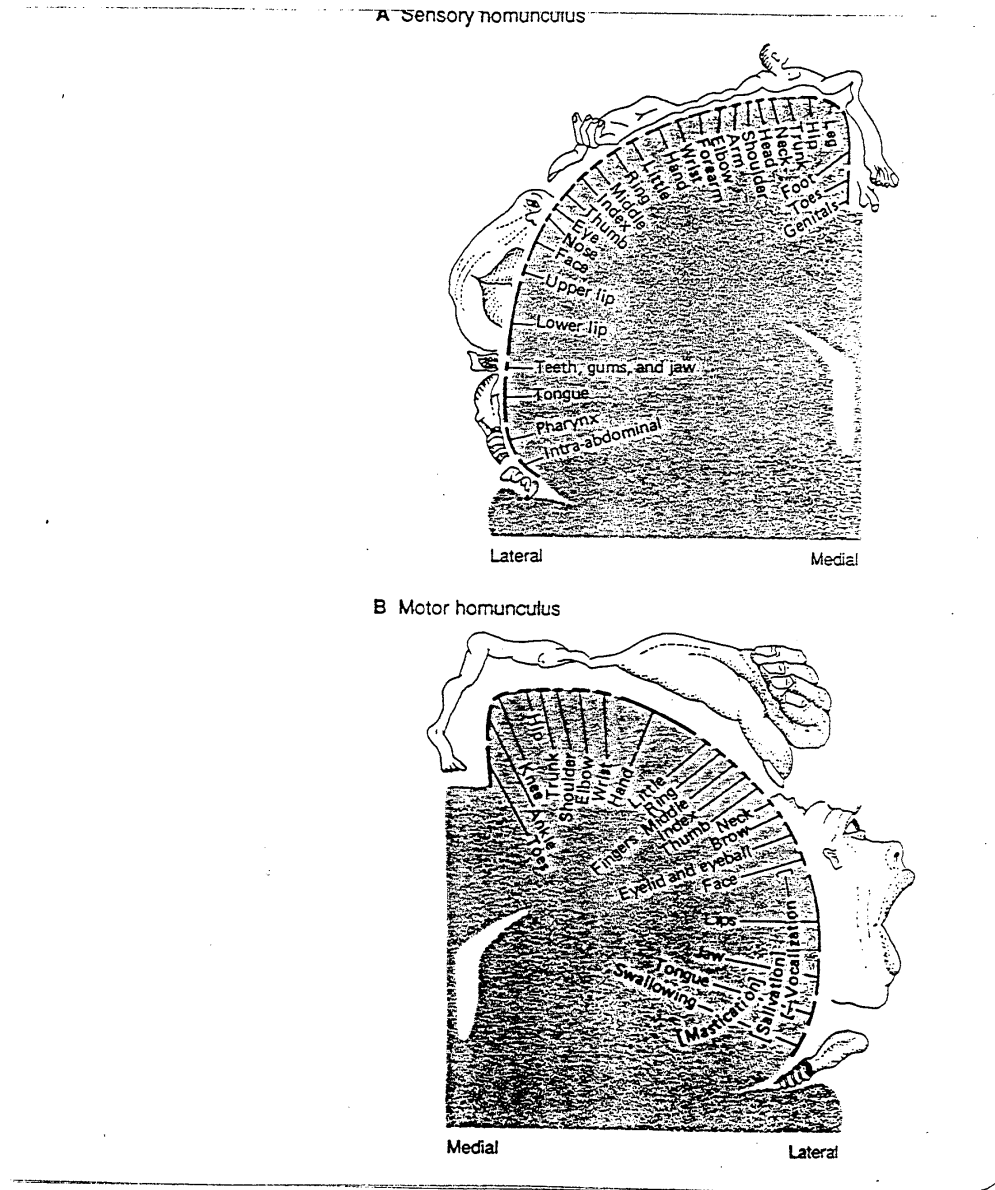 A Sensory homunculus
Leg
Hip
Trunk
Neck
Head
Shoulder
Arm
Elbow
Forearm
Wrist
Hand
Little
Ring
Middle
Index
Thumb
Eye
Nose
Face
Upper lip
Lower lip
Teeth, gums, and jaw
Tongue
Pharynx
Intra-abdominal
Foot
Toes
Genitals
Lateral
Medial
B Motor homunculus
Toes
Ankle
Knee
Hip
Trunk
Shoulder
Elbow
Wrist
Hand
Little
Ring
Middle
Index
Thumb
Fingers
Neck
Brow
Eyelid and eyeball
Face
Lips
Jaw
Tongue
Swallowing
[Mastication]
Salivation]
[Vocalization
Medial
Lateral